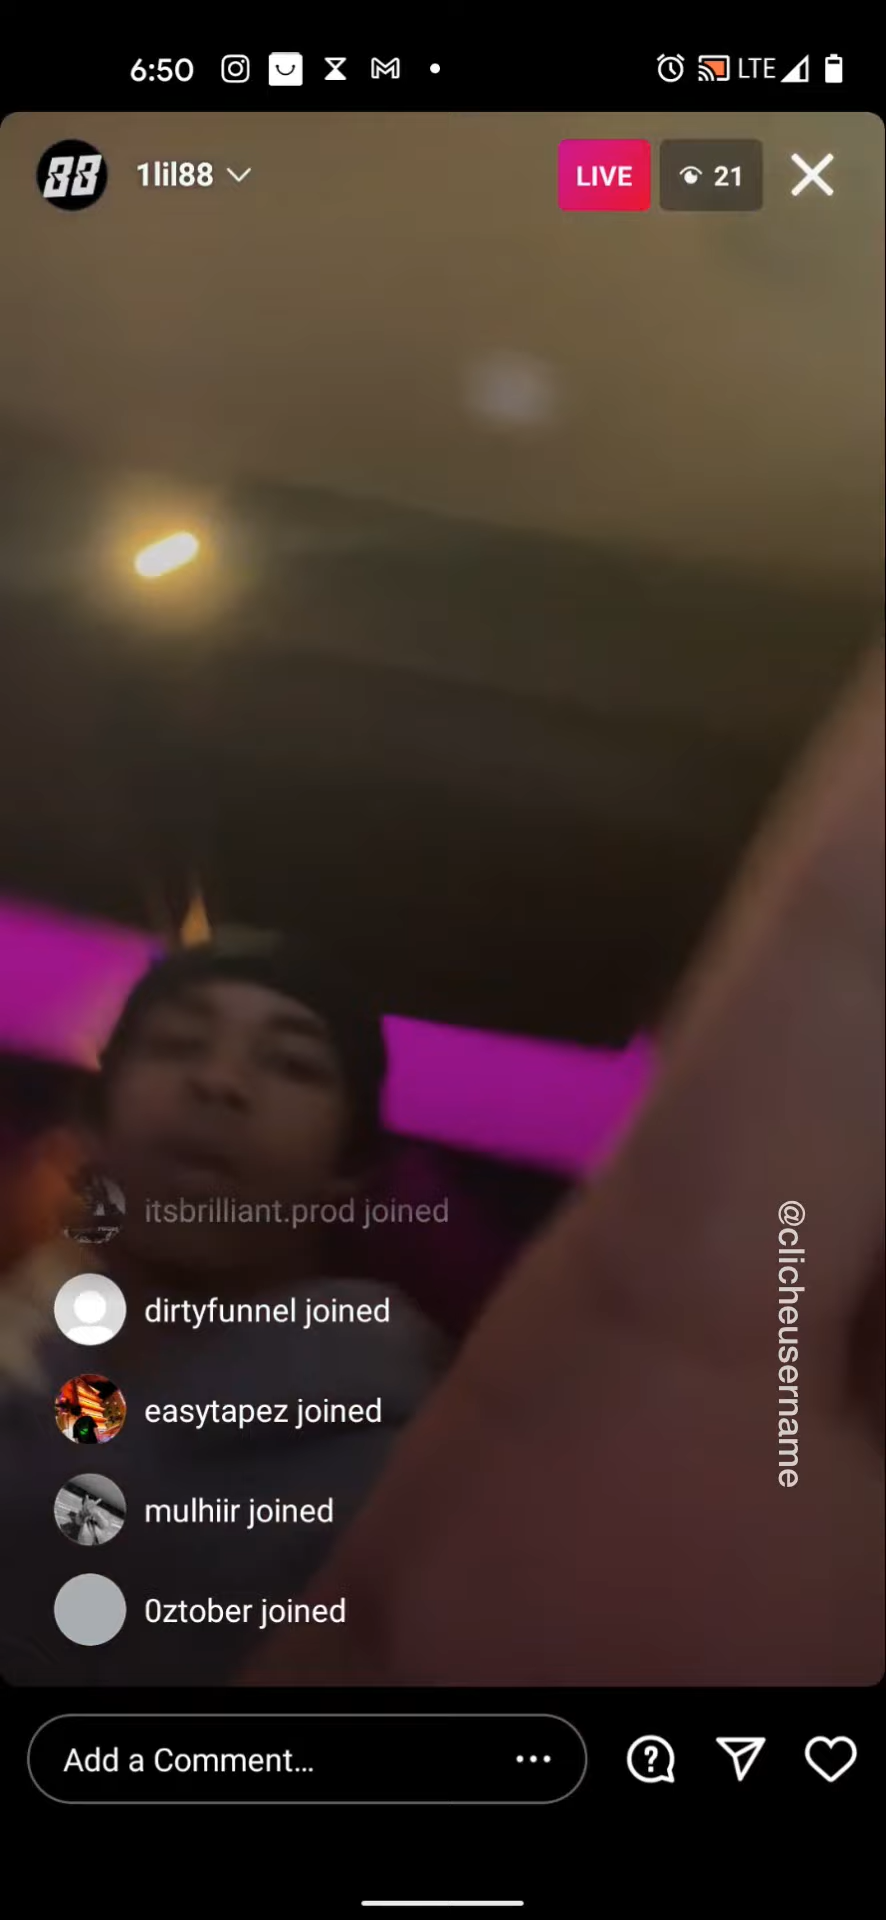 6:50
LTE
88
1lil88
LIVE
21
itsbrilliant.prod joined
dirtyfunnel joined
easytapez joined
mulhiir joined
0ztober joined
@clicheusername
Add a Comment...